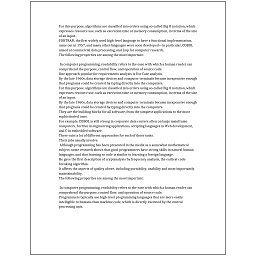 For this purpose, algorithms are classified into orders using so-called Big O notation, which
expresses resource use, such as execution time or memory consumption, in terms of the size
of an input.
FORTRAN, the first widely used high-level language to have a functional implementation,
came out in 1957, and many other languages were soon developed—in particular, COBOL
aimed at commercial data processing, and Lisp for computer research.
The following properties are among the most important:

In computer programming, readability refers to the ease with which a human reader can
comprehend the purpose, control flow, and operation of source code.
One approach popular for requirements analysis is Use Case analysis.
By the late 1960s, data storage devices and computer terminals became inexpensive enough
that programs could be created by typing directly into the computers.
For this purpose, algorithms are classified into orders using so-called Big O notation, which
expresses resource use, such as execution time or memory consumption, in terms of the size
of an input.
By the late 1960s, data storage devices and computer terminals became inexpensive enough
that programs could be created by typing directly into the computers.
They are the building blocks for all software, from the simplest applications to the most
sophisticated ones.
For example, COBOL is still strong in corporate data centers often on large mainframe
computers, Fortran in engineering applications, scripting languages in Web development,
and C in embedded software.
There exist a lot of different approaches for each of those tasks.
Their jobs usually involve:
Although programming has been presented in the media as a somewhat mathematical
subject, some research shows that good programmers have strong skills in natural human
languages, and that learning to code is similar to learning a foreign language.
He gave the first description of cryptanalysis by frequency analysis, the earliest code-
breaking algorithm.
It affects the aspects of quality above, including portability, usability and most importantly
maintainability.
The following properties are among the most important:

In computer programming, readability refers to the ease with which a human reader can
comprehend the purpose, control flow, and operation of source code.
Programmers typically use high-level programming languages that are more easily
intelligible to humans than machine code, which is directly executed by the central
processing unit.